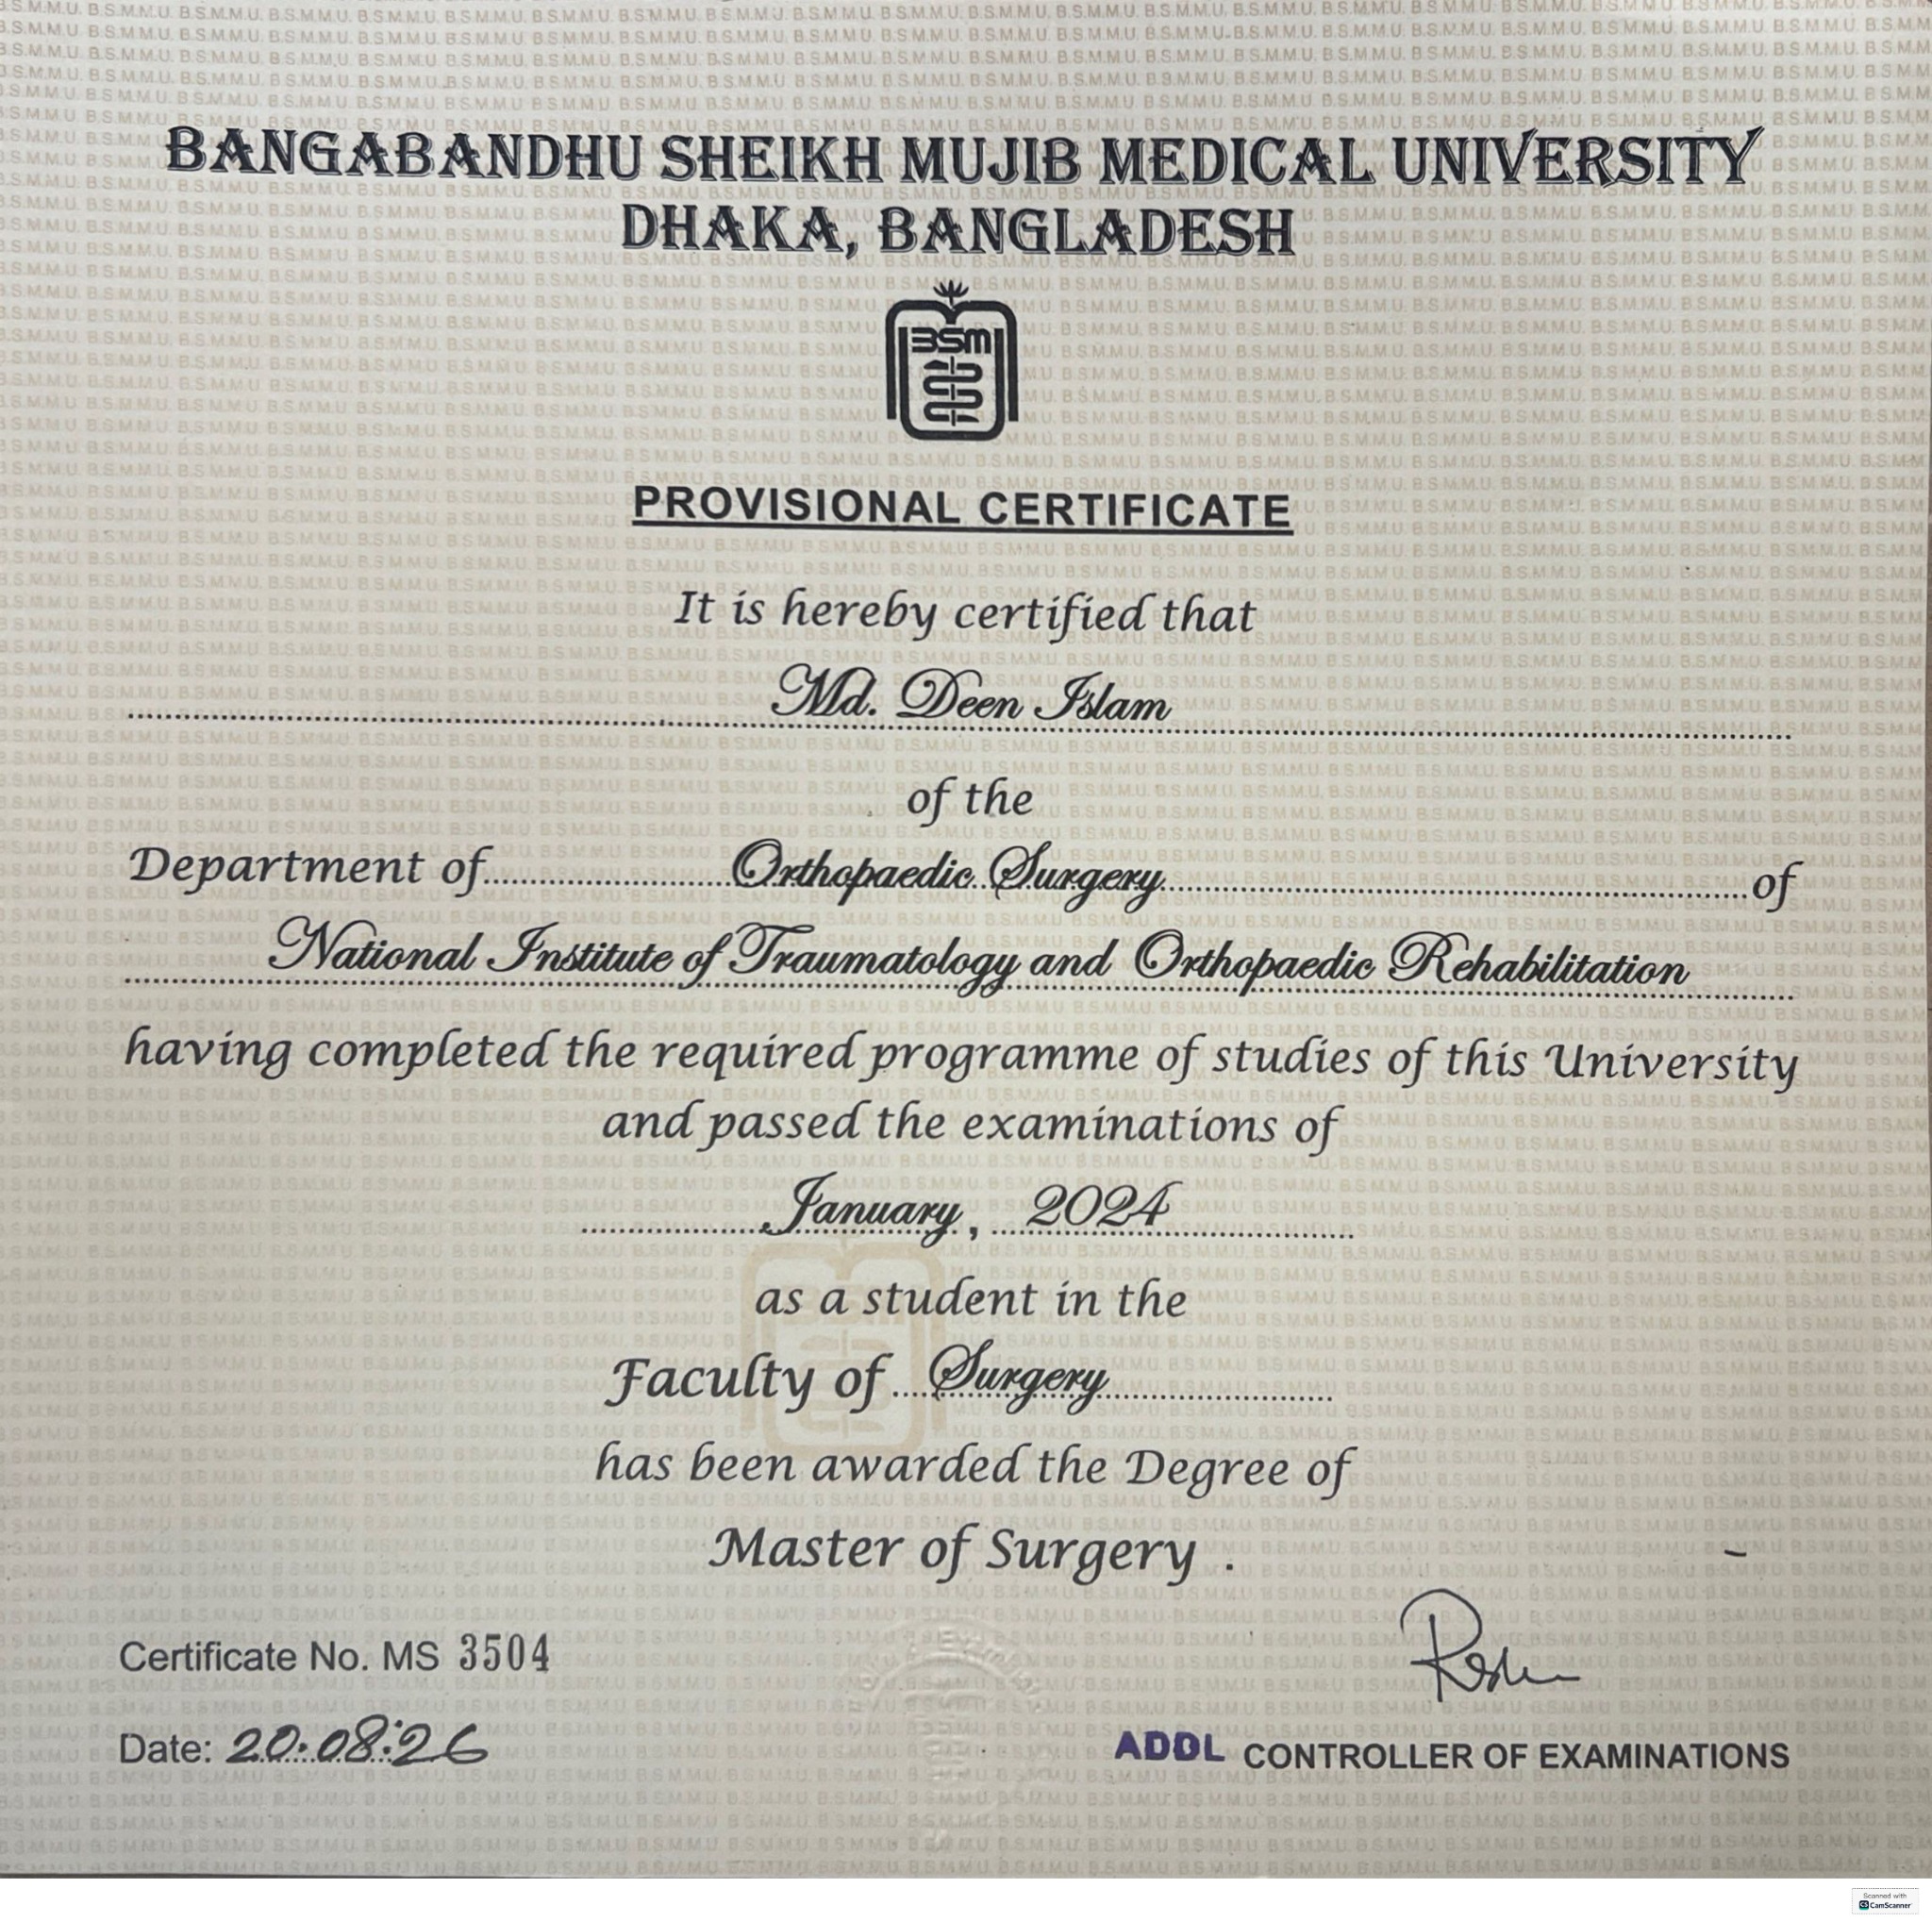 BANGABANDHU SHEIKH MUJIB MEDICAL UNIVERSITY
DHAKA, BANGLADESH
BSM
PROVISIONAL CERTIFICATE
It is hereby certified that
Md. Deen Islam
of the
Department of Orthopaedic Surgery of
National Institute of Traumatology and Orthopaedic Rehabilitation
having completed the required programme of studies of this University
and passed the examinations of
January, 2024
as a student in the
Faculty of Surgery
has been awarded the Degree of
Master of Surgery .
Certificate No. MS 3504
Date: 20.08.26
ADDL CONTROLLER OF EXAMINATIONS
Scanned with
CS CamScanner